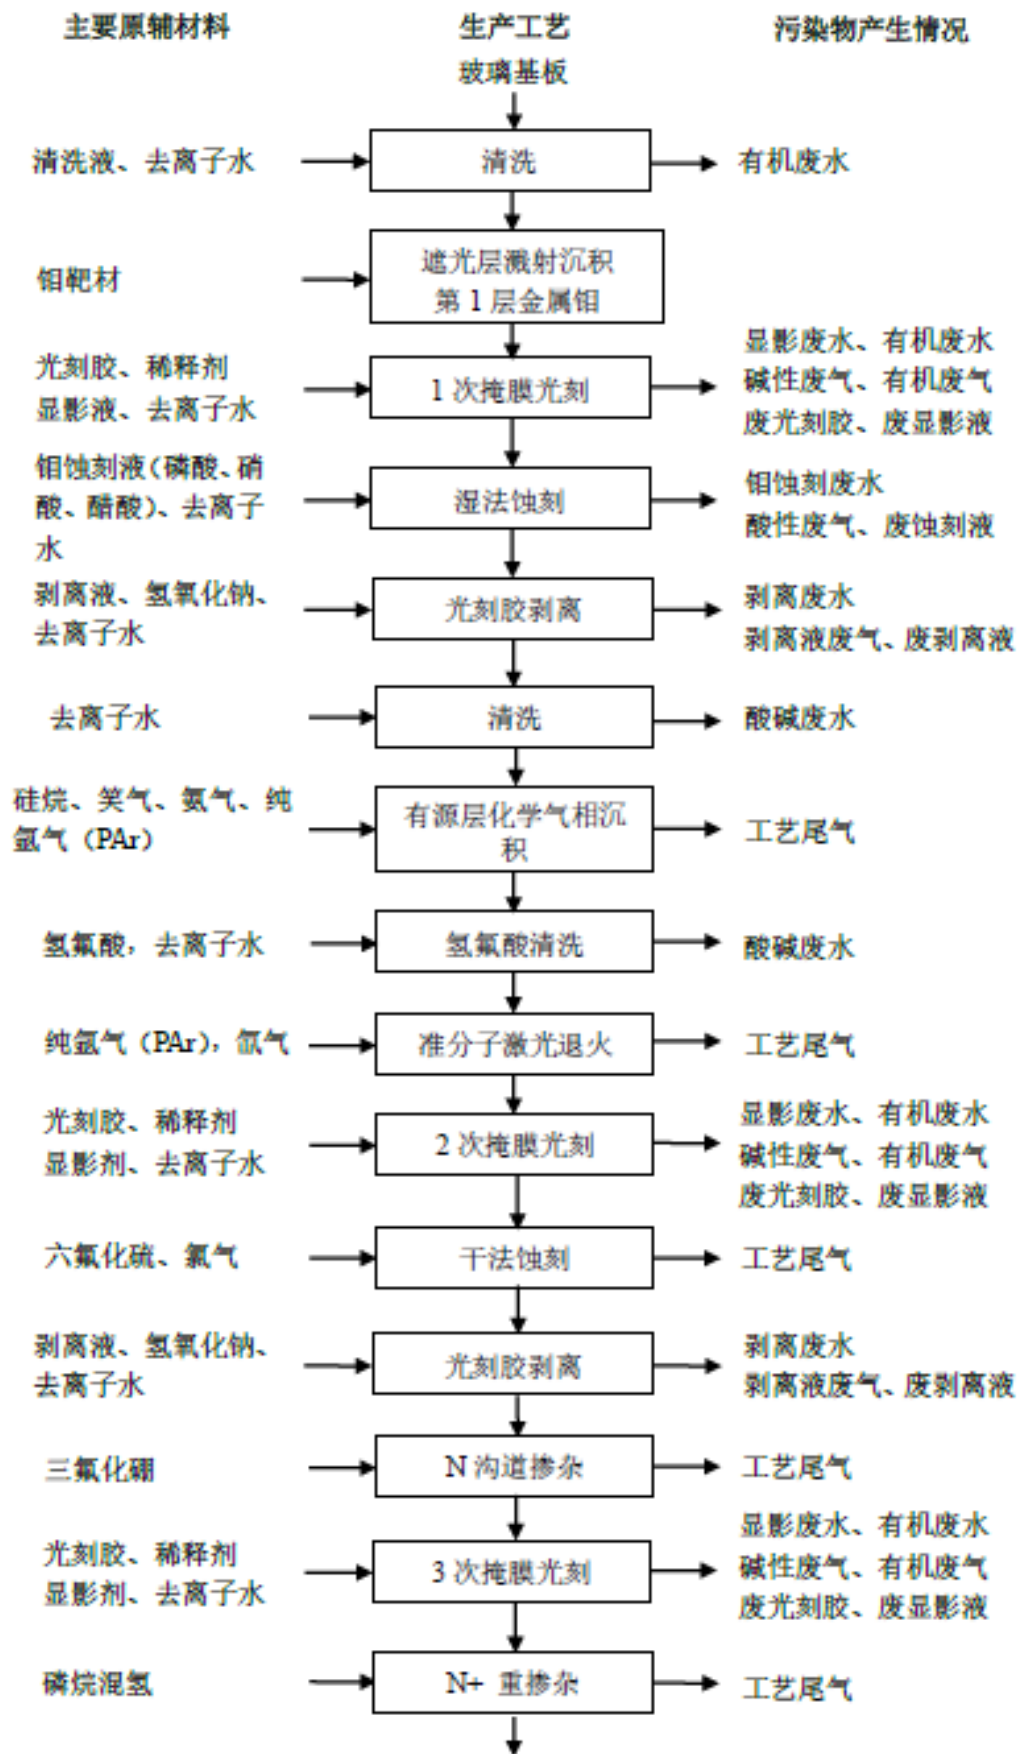 主要原辅材料 生产工艺 污染物产生情况
玻璃基板
清洗液、去离子水 清洗 有机废水
钼靶材 遮光层溅射沉积
第 1 层金属钼
光刻胶、稀释剂
显影液、去离子水
1 次掩膜光刻
显影废水、有机废水
碱性废气、有机废气
废光刻胶、废显影液
钼蚀刻液（磷酸、硝
酸、醋酸）、去离子
水
湿法蚀刻
钼蚀刻废水
酸性废气、废蚀刻液
剥离液、氢氧化钠、
去离子水
光刻胶剥离
剥离废水
剥离液废气、废剥离液
去离子水 清洗 酸碱废水
硅烷、笑气、氨气、纯
氩气（PAr）
有源层化学气相沉
积
工艺尾气
氢氟酸，去离子水 氢氟酸清洗 酸碱废水
纯氩气（PAr），氙气 准分子激光退火 工艺尾气
光刻胶、稀释剂
显影剂、去离子水
2 次掩膜光刻
显影废水、有机废水
碱性废气、有机废气
废光刻胶、废显影液
六氟化硫、氯气 干法蚀刻 工艺尾气
剥离液、氢氧化钠、
去离子水
光刻胶剥离
剥离废水
剥离液废气、废剥离液
三氟化硼 N 沟道掺杂 工艺尾气
光刻胶、稀释剂
显影剂、去离子水
3 次掩膜光刻
显影废水、有机废水
碱性废气、有机废气
废光刻胶、废显影液
磷烷混氢 N+ 重掺杂 工艺尾气